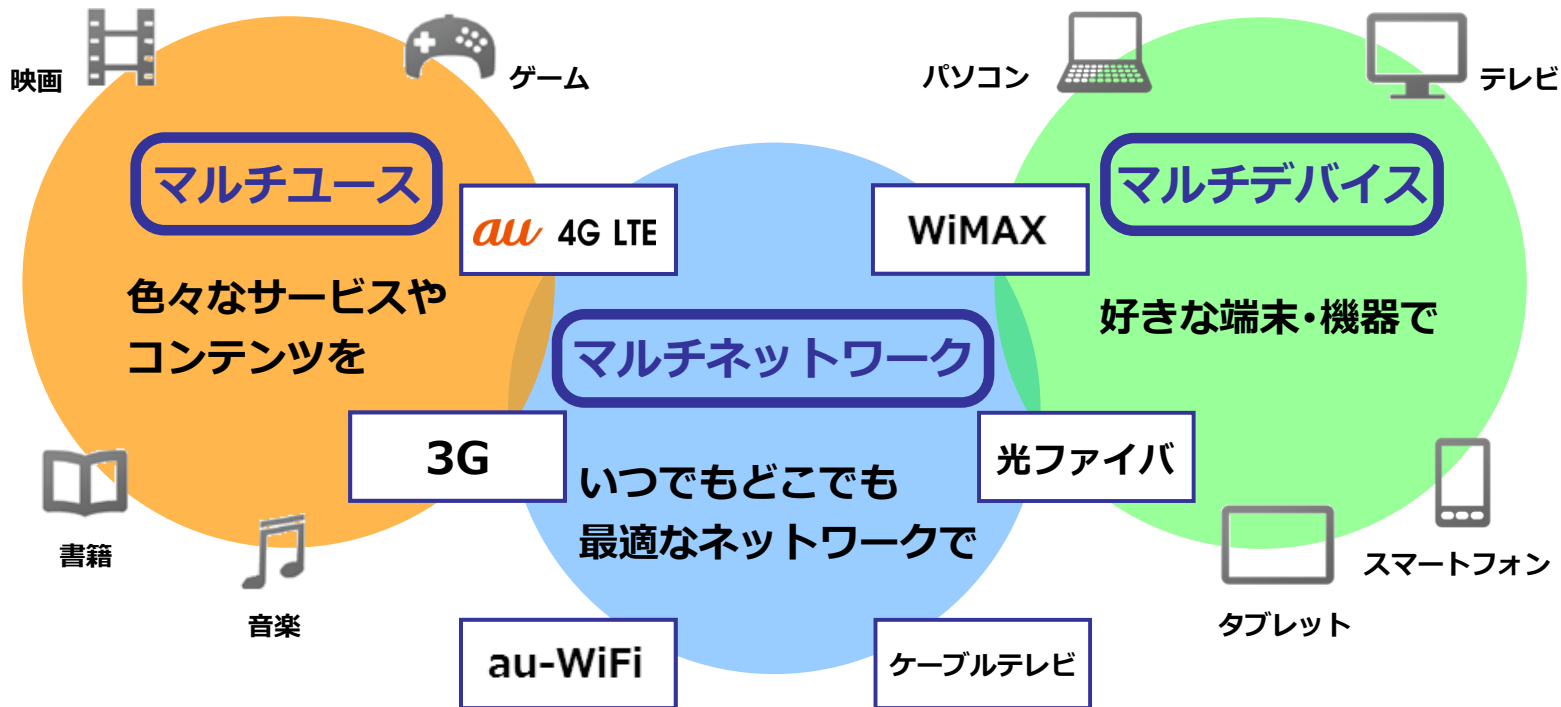 映画
ゲーム
マルチユース
色々なサービスや
コンテンツを
書籍
音楽
au 4G LTE
WiMAX
マルチネットワーク
3G
光ファイバ
いつでもどこでも
最適なネットワークで
au-WiFi
ケーブルテレビ
パソコン
テレビ
マルチデバイス
好きな端末・機器で
スマートフォン
タブレット